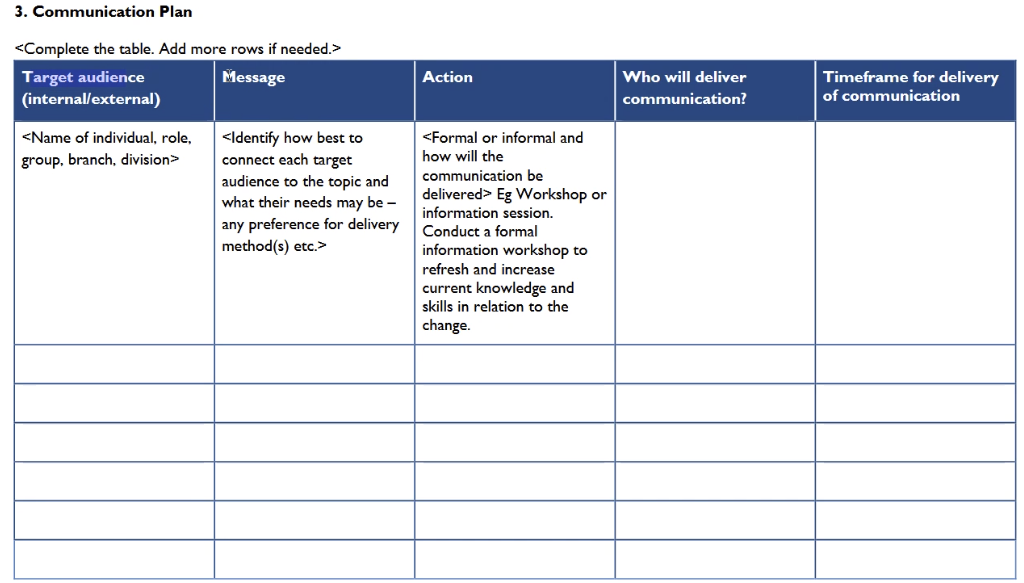 3. Communication Plan
<Complete the table. Add more rows if needed.>
Target audience
(internal/external)
Message
Action
Who will deliver
communication?
Timeframe for delivery
of communication
<Name of individual, role,
group, branch, division>
<Identify how best to
connect each target
audience to the topic and
what their needs may be –
any preference for delivery
method(s) etc.>
<Formal or informal and
how will the
communication be
delivered> Eg Workshop or
information session.
Conduct a formal
information workshop to
refresh and increase
current knowledge and
skills in relation to the
change.